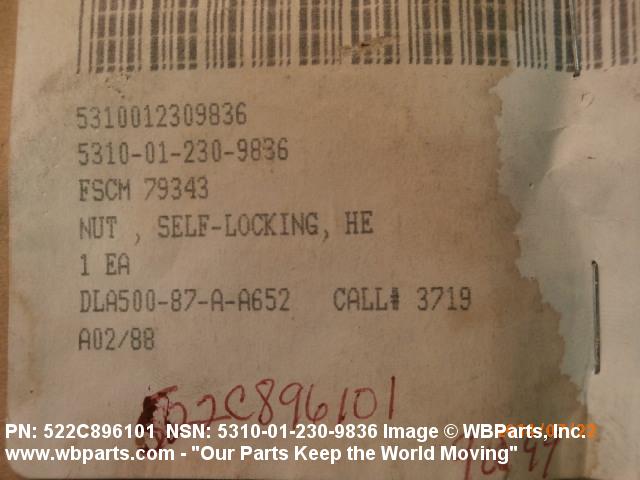 5310012309836
5310-01-230-9836
FSCM 79343
NUT , SELF-LOCKING, HE
1 EA
DLA500-87-A-A652 CALL# 3719
A02/88
522C896101
PN: 522C896101, NSN: 5310-01-230-9836 Image © WBParts, Inc.
www.wbparts.com - "Our Parts Keep the World Moving"